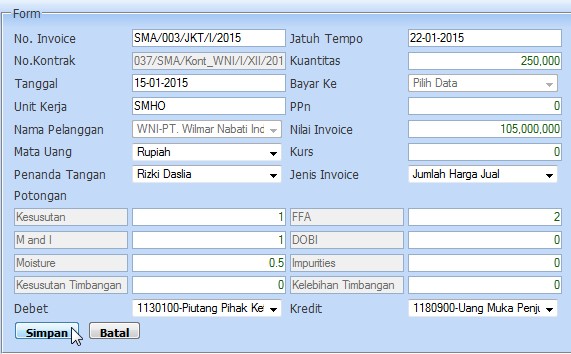 Form
No. Invoice SMA/003/JKT/I/2015 Jatuh Tempo 22-01-2015
No.Kontrak 037/SMA/Kont_WNI/I/XII/201 Kuantitas 250,000
Tanggal 15-01-2015 Bayar Ke Pilih Data
Unit Kerja SMHO PPn 0
Nama Pelanggan WNI-PT. Wilmar Nabati Inc Nilai Invoice 105,000,000
Mata Uang Rupiah Kurs 0
Penanda Tangan Rizki Daslia Jenis Invoice Jumlah Harga Jual
Potongan
Kesusutan 1 FFA 2
M and I 1 DOBI 0
Moisture 0.5 Impurities 0
Kesusutan Timbangan 0 Kelebihan Timbangan 0
Debet 1130100-Piutang Pihak Ke Kredit 1180900-Uang Muka Penju
Simpan Batal